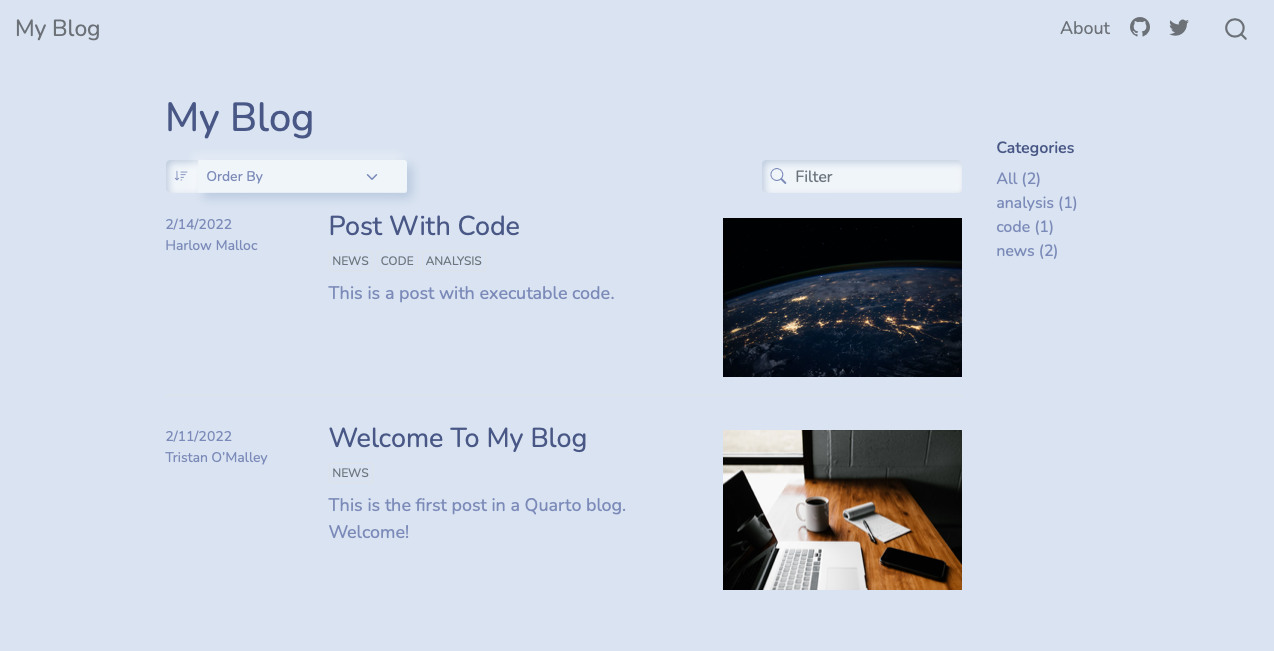 My Blog
About
My Blog
Order By
Filter
Categories
All (2)
analysis (1)
code (1)
news (2)
2/14/2022
Harlow Malloc
Post With Code
NEWS CODE ANALYSIS
This is a post with executable code.
2/11/2022
Tristan O'Malley
Welcome To My Blog
NEWS
This is the first post in a Quarto blog.
Welcome!